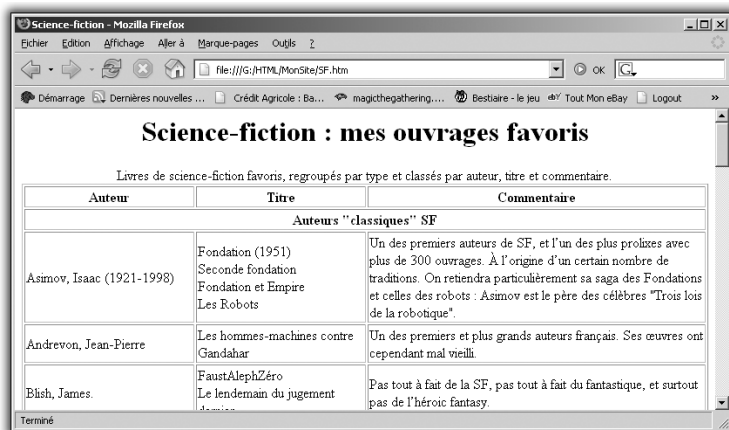 Science-fiction - Mozilla Firefox
Fichier Edition Affichage Aller à Marque-pages Outils ?
file:///G:/HTML/MonSite/SF.htm OK G
Démarrage Dernières nouvelles ... Crédit Agricole : Ba... magicthegathering.... Bestiaire - le jeu ebY Tout Mon eBay Logout »
Science-fiction : mes ouvrages favoris
Livres de science-fiction favoris, regroupés par type et classés par auteur, titre et commentaire.
Auteur Titre Commentaire
Auteurs "classiques" SF
Asimov, Isaac (1921-1998)
Fondation (1951)
Seconde fondation
Fondation et Empire
Les Robots
Un des premiers auteurs de SF, et l'un des plus prolixes avec
plus de 300 ouvrages. À l'origine d'un certain nombre de
traditions. On retiendra particulièrement sa saga des Fondations
et celles des robots : Asimov est le père des célèbres "Trois lois
de la robotique".
Andrevon, Jean-Pierre
Les hommes-machines contre
Gandahar
Un des premiers et plus grands auteurs français. Ses œuvres ont
cependant mal vieilli.
Blish, James.
FaustAlephZéro
Le lendemain du jugement
dernier
Pas tout à fait de la SF, pas tout à fait du fantastique, et surtout
pas de l'héroic fantasy.
Terminé